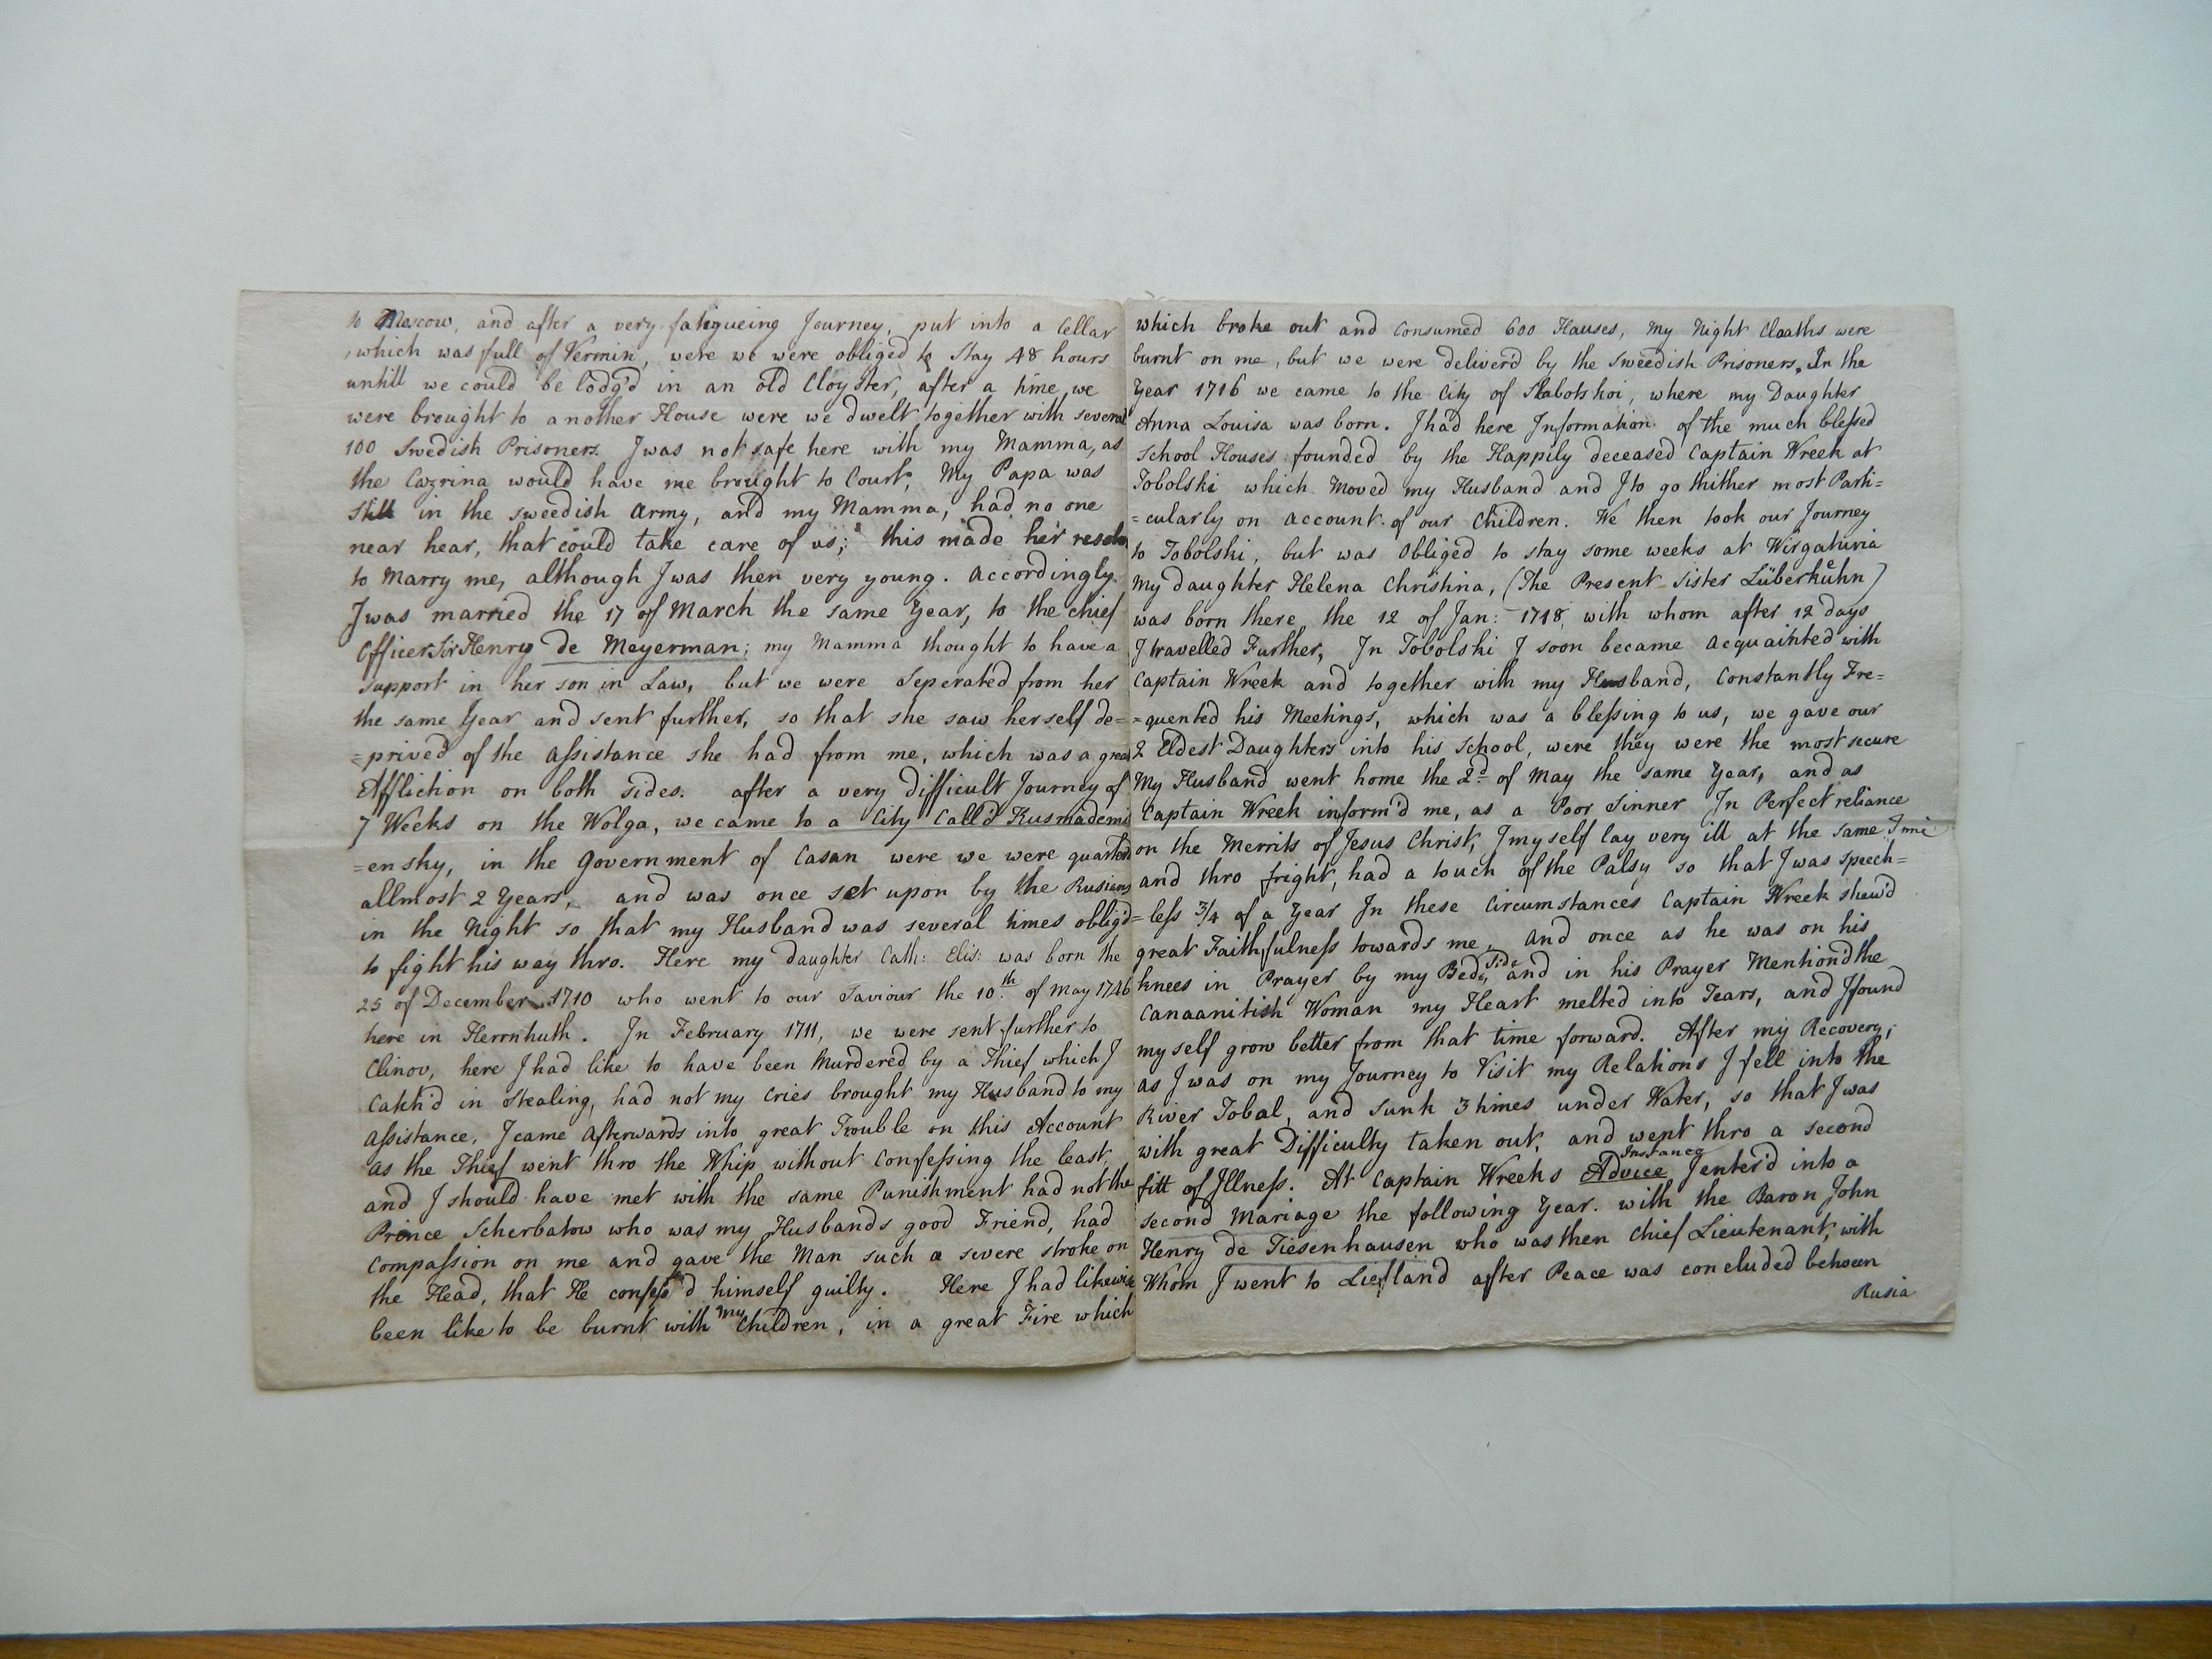 to Moscow, and after a very fatigueing Journey, put into a Cellar
, which was full of Vermin, were we were obliged to stay 48 hours
untill we could be lodg'd in an old Cloyster, after a time, we
were brought to another House were we dwelt together with several
100 Swedish Prisoners. I was not safe here with my Mamma, as
the Cazrina would have me brought to Court, My Papa was
still in the sweedish army, and my Mamma, had no one
near hear, that could take care of us; this made her
to Marry me, although I was then very young. accordingly.
I was married the 17 of March the same Year, to the chief
Officer Sir Henry de Meyerman; my Mamma thought to have a
support in her son in Law, but we were seperated from her
the same Year and sent further, so that she saw herself de=
=prived of the assistance she had from me, which was a great
Affliction on both sides. after a very difficult Journey of
7 Weeks on the Wolga, we came to a City Call'd Kusmademi
=ensky, in the Government of Casan were we were quarterd
allmost 2 Years, and was once set upon by the Rusians
in the Night so that my Husband was several times oblig'd
to fight his way thro. Here my daughter Cath: Elis: was born the
25 of December 1710 who went to our Saviour the 10th of May 1746
here in Herrnhuth. In February 1711, we were sent further to
Clinov, here I had like to have been Murdered by a Thief which I
Catch'd in Stealing, had not my Cries brought my Husband to my
assistance, I came afterwards into great Trouble on this Account
as the Thief went thro the Whip without Confessing the least,
and I should have met with the same Punishment had not the
Prince Scherbatow who was my Husbands good Friend, had
Compassion on me and gave the Man such a severe stroke on
the Head, that He confess'd himself guilty. Here I had likewise
been like to be burnt with my Children, in a great Fire which
which broke out and Consumed 600 Houses, my Night Cloaths were
burnt on me, but we were deliverd by the Sweedish Prisoners. In the
Year 1716 we came to the City of Slabotskoi, where my Daughter
Anna Louisa was born. I had here Information of the much blessed
School Houses founded by the Happily deceased Captain Wreek at
Tobolski which Moved my Husband and I to go thither most Parti=
=cularly on account of our Children. We then took our Journey
to Tobolski, but was obliged to stay some weeks at Wirgaturia
My daughter Helena Christina, (The Present Sister Lüberkühn)
was born there, the 12 of Jan: 1718, with whom after 12 days
I travelled Further, In Tobolski I soon became acquainted with
Captain Wreek and together with my Husband, Constantly Fre=
=quented his Meetings, which was a blessing to us, we gave our
2 Eldest Daughters into his School, were they were the most secure
My Husband went home the 2d of May the same Year, and as
Captain Wreek inform'd me, as a Poor Sinner In Perfect reliance
on the Merrits of Jesus Christ, I myself lay very ill at the same Time
and thro fright, had a touch of the Palsy so that I was speech=
=less 3/4 of a Year In these Circumstances Captain Wreek shew'd
great Faithfulness towards me, and once as he was on his
knees in Prayer by my Bed side and in his Prayer Mention'd the
Canaanitish Woman my Heart melted into Tears, and I found
myself grow better from that time forward. After my Recovery,
as I was on my Journey to Visit my Relations I fell into the
River Tobal, and sunk 3 times under Water, so that I was
with great Difficulty taken out, and went thro a second
fitt of Illness. At Captain Wreeks Advice Instance I enter'd into a
second Mariage the following Year. with the Baron John
Henry de Tiesenhausen who was then Chief Lieutenant, with
Whom I went to Liefland after Peace was concluded between
Rusia